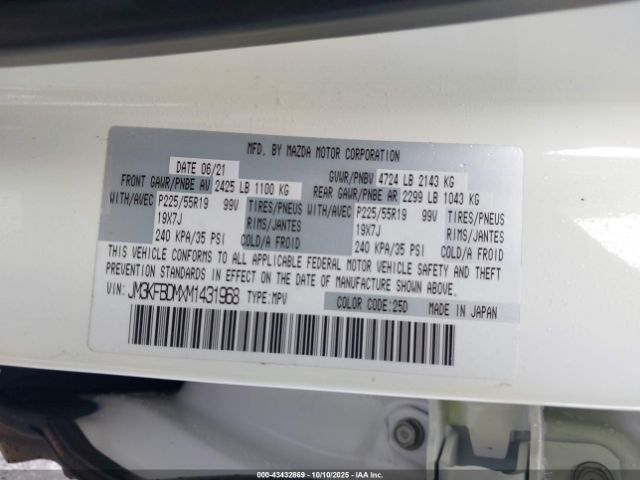 MFD. BY MAZDA MOTOR CORPORATION
DATE 06/21
GVWR/PNBV 4724 LB 2143 KG
FRONT GAWR/PNBE AV 2425 LB 1100 KG
REAR GAWR/PNBE AR 2299 LB 1043 KG
WITH/AVEC P225/55R19 99V TIRES/PNEUS
19X7J RIMS/JANTES
240 KPA/35 PSI COLD/A FROID
WITH/AVEC P225/55R19 99V TIRES/PNEUS
19X7J RIMS/JANTES
240 KPA/35 PSI COLD/A FROID
THIS VEHICLE CONFORMS TO ALL APPLICABLE FEDERAL MOTOR VEHICLE SAFETY AND THEFT
PREVENTION STANDARDS IN EFFECT ON THE DATE OF MANUFACTURE SHOWN ABOVE.
VIN: JM3KFBDMXM1431968 TYPE:MPV
COLOR CODE:25D MADE IN JAPAN
00-43432869 - 10/10/2025 - IAAI.COM